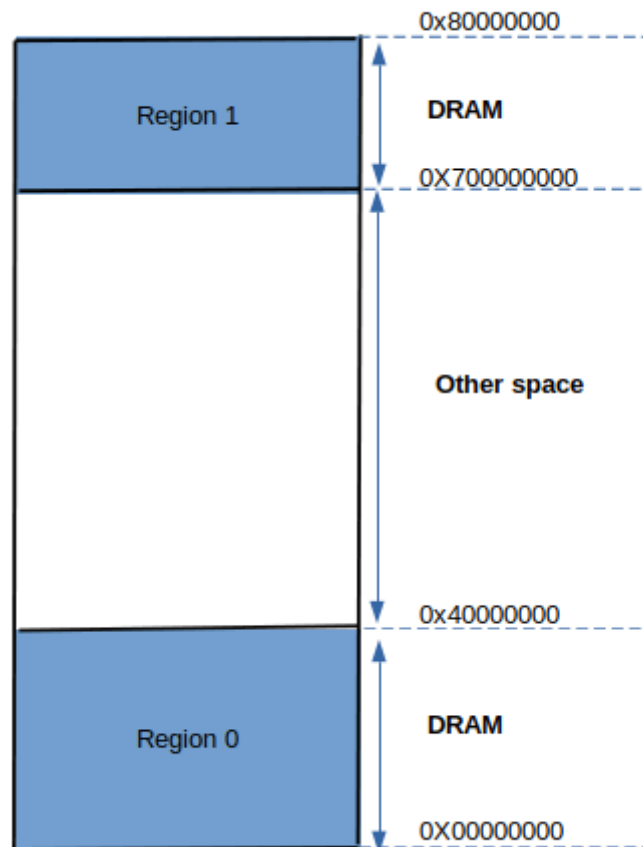 0x80000000
Region 1
DRAM
0X700000000
Other space
0x40000000
Region 0
DRAM
0X00000000